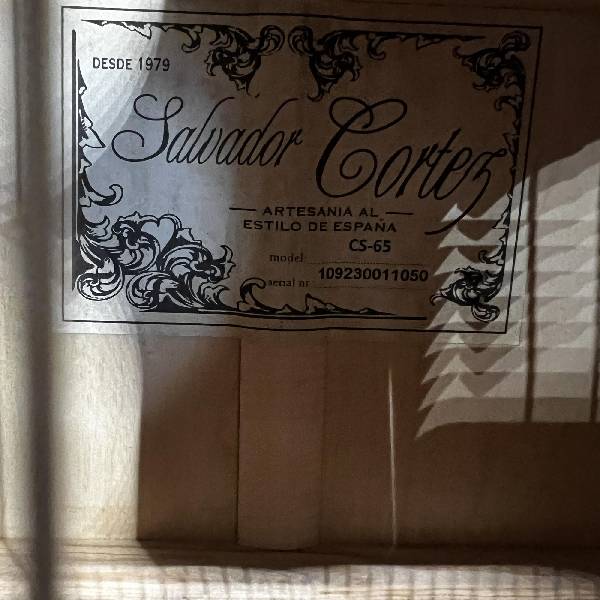 DESDE 1979
Salvador Cortez
ARTESANIA AL
ESTILO DE ESPAÑA
model: CS-65
serial nr 109230011050